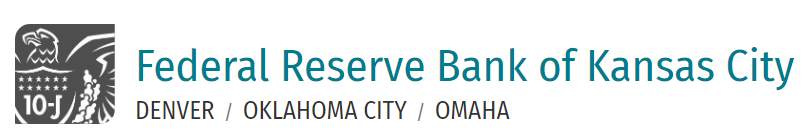 Federal Reserve Bank of Kansas City
DENVER / OKLAHOMA CITY / OMAHA
10-J